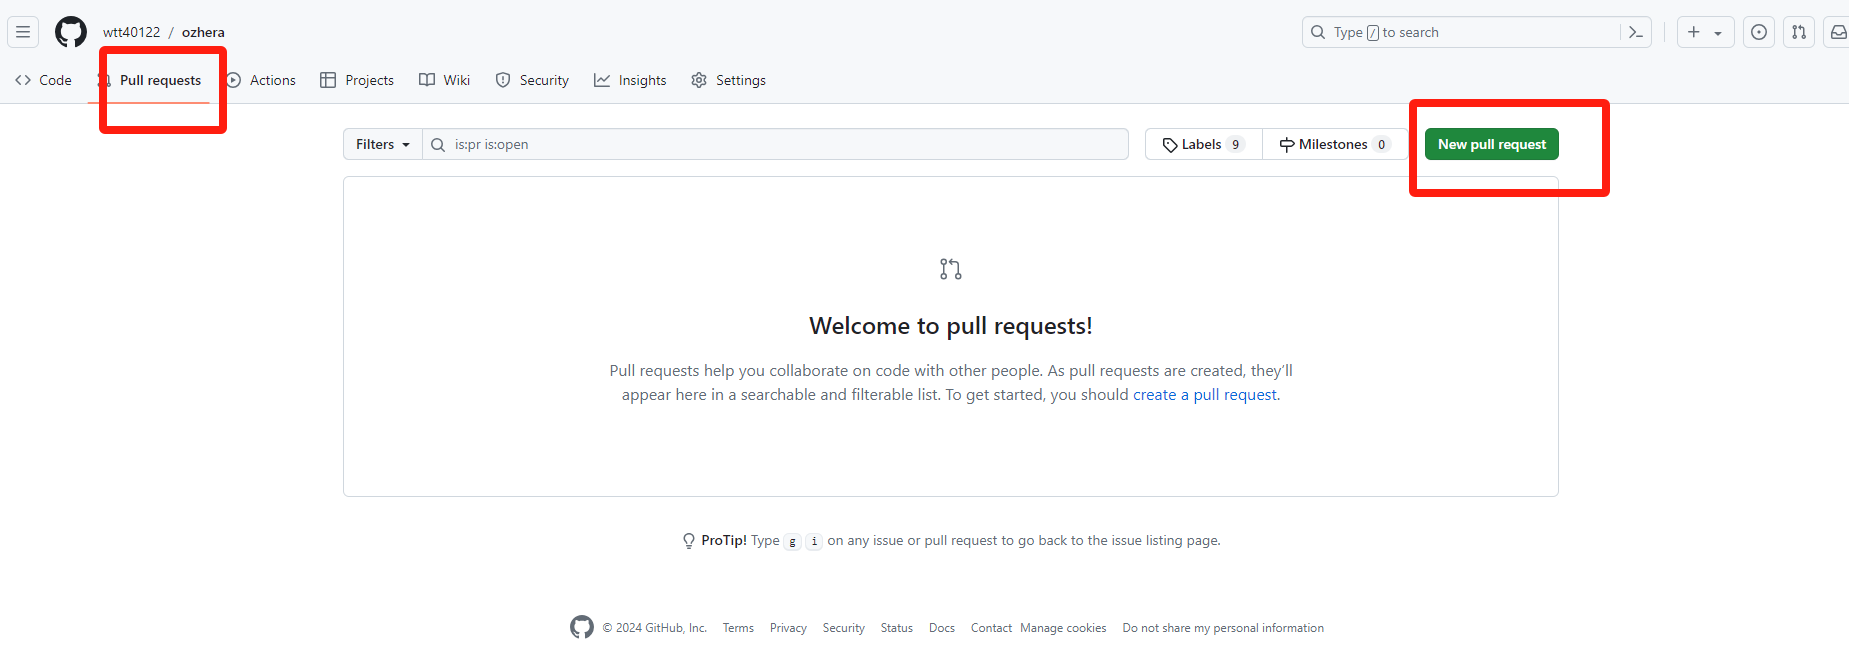 wtt40122 / ozhera
Type / to search
Code Pull requests Actions Projects Wiki Security Insights Settings
Filters is:pr is:open Labels 9 Milestones 0 New pull request
Welcome to pull requests!
Pull requests help you collaborate on code with other people. As pull requests are created, they’ll
appear here in a searchable and filterable list. To get started, you should create a pull request.
ProTip! Type g i on any issue or pull request to go back to the issue listing page.
© 2024 GitHub, Inc. Terms Privacy Security Status Docs Contact Manage cookies Do not share my personal information